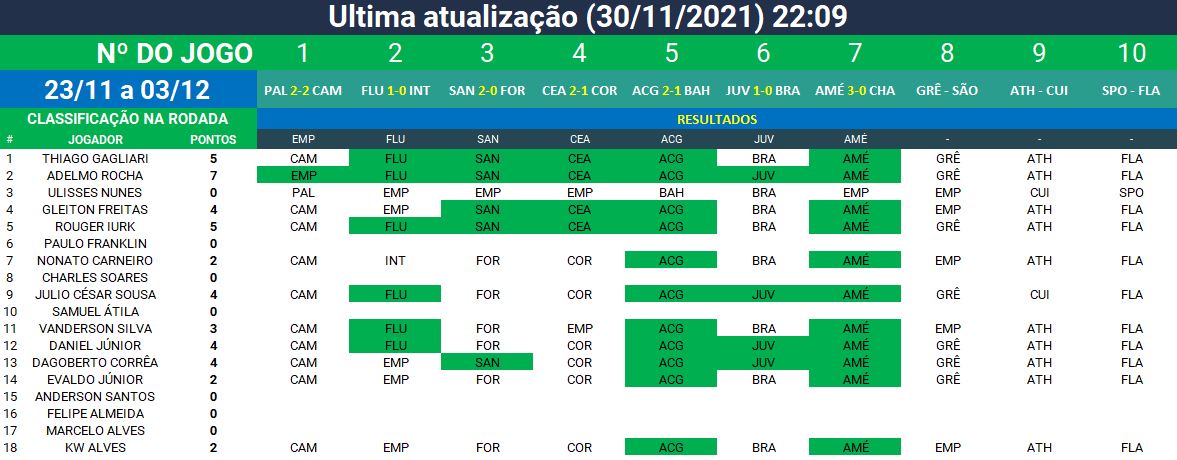 Ultima atualização (30/11/2021) 22:09
Nº DO JOGO 1 2 3 4 5 6 7 8 9 10
23/11 a 03/12 PAL 2-2 CAM FLU 1-0 INT SAN 2-0 FOR CEA 2-1 COR ACG 2-1 BAH JUV 1-0 BRA AMÉ 3-0 CHA GRÊ - SÃO ATH - CUI SPO - FLA
CLASSIFICAÇÃO NA RODADA RESULTADOS
# JOGADOR PONTOS EMP FLU SAN CEA ACG JUV AMÉ - - -
1 THIAGO GAGLIARI 5 CAM FLU SAN CEA ACG BRA AMÉ GRÊ ATH FLA
2 ADELMO ROCHA 7 EMP FLU SAN CEA ACG JUV AMÉ GRÊ ATH FLA
3 ULISSES NUNES 0 PAL EMP EMP EMP BAH BRA EMP EMP CUI SPO
4 GLEITON FREITAS 4 CAM EMP SAN CEA ACG BRA AMÉ EMP ATH FLA
5 ROUGER IURK 5 CAM FLU SAN CEA ACG BRA AMÉ GRÊ ATH FLA
6 PAULO FRANKLIN 0
7 NONATO CARNEIRO 2 CAM INT FOR COR ACG BRA AMÉ EMP ATH FLA
8 CHARLES SOARES 0
9 JULIO CÉSAR SOUSA 4 CAM FLU FOR COR ACG JUV AMÉ GRÊ CUI FLA
10 SAMUEL ÁTILA 0
11 VANDERSON SILVA 3 CAM FLU FOR EMP ACG BRA AMÉ EMP ATH FLA
12 DANIEL JÚNIOR 4 CAM FLU FOR COR ACG JUV AMÉ GRÊ ATH FLA
13 DAGOBERTO CORRÊA 4 CAM EMP SAN COR ACG JUV AMÉ GRÊ ATH FLA
14 EVALDO JÚNIOR 2 CAM EMP FOR COR ACG BRA AMÉ GRÊ ATH FLA
15 ANDERSON SANTOS 0
16 FELIPE ALMEIDA 0
17 MARCELO ALVES 0
18 KW ALVES 2 CAM EMP FOR COR ACG BRA AMÉ EMP ATH FLA